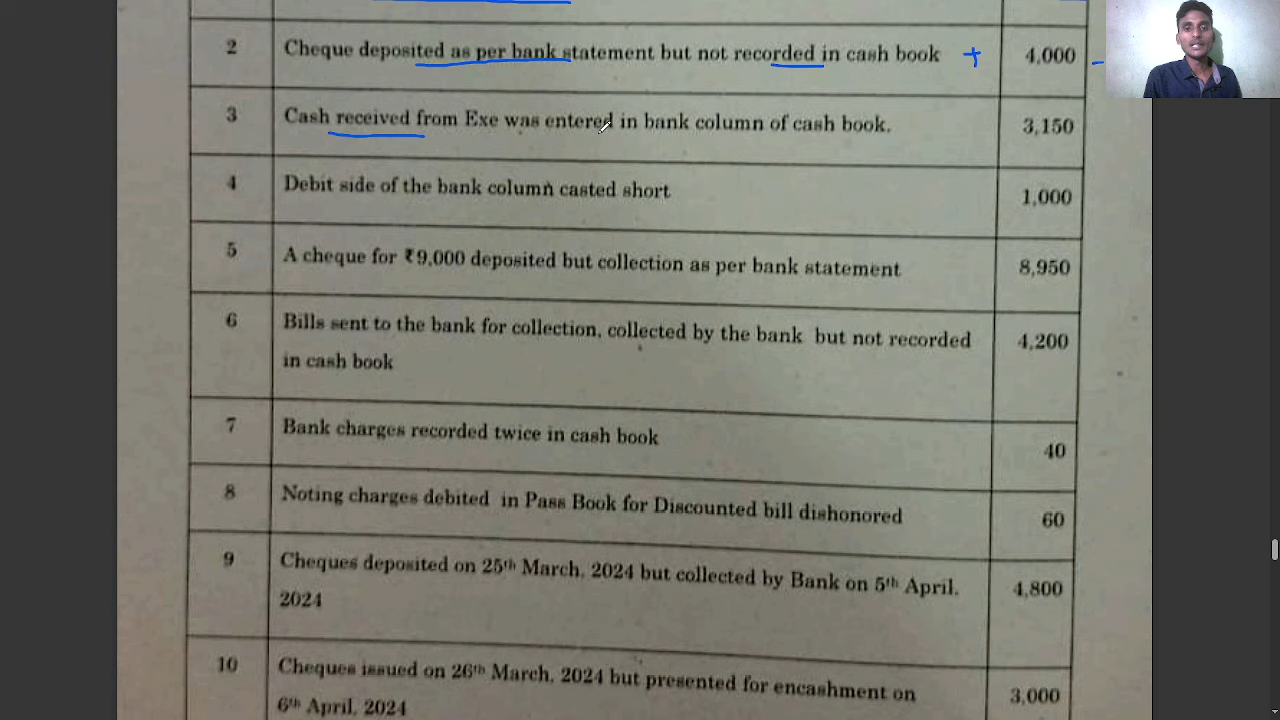 2 Cheque deposited as per bank statement but not recorded in cash book + 4,000 -
3 Cash received from Exe was entered in bank column of cash book. 3,150
4 Debit side of the bank column casted short 1,000
5 A cheque for ₹9,000 deposited but collection as per bank statement 8,950
6 Bills sent to the bank for collection, collected by the bank but not recorded 4,200
in cash book
7 Bank charges recorded twice in cash book 40
8 Noting charges debited in Pass Book for Discounted bill dishonored 60
9 Cheques deposited on 25th March, 2024 but collected by Bank on 5th April, 4,800
2024
10 Cheques issued on 26th March, 2024 but presented for encashment on 3,000
6th April, 2024